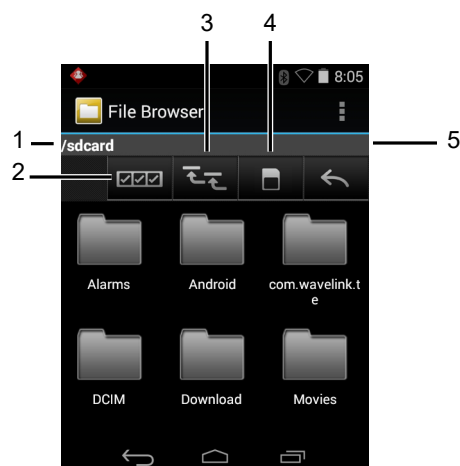 3 4
8:05
File Browser
1 /sdcard 5
2
Alarms Android com.wavelink.t
e
DCIM Download Movies